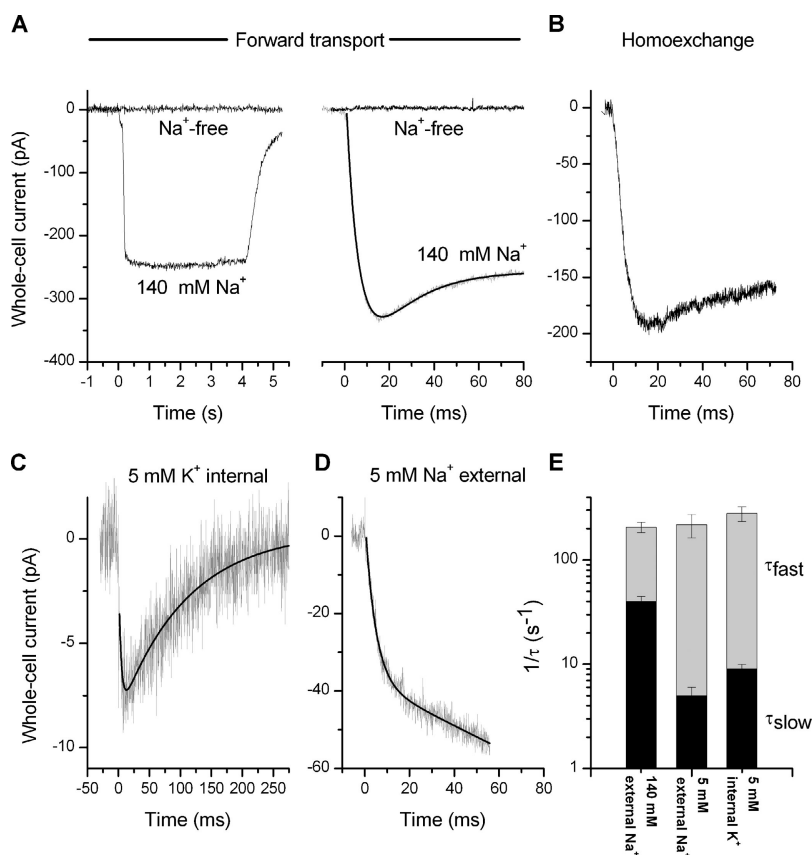 A
Forward transport
B
Homoexchange
Whole-cell current (pA)
0
-100
-200
-300
-400
Na⁺-free
140 mM Na⁺
-1 0 1 2 3 4 5
Time (s)
Na⁺-free
140 mM Na⁺
0 20 40 60 80
Time (ms)
0
-50
-100
-150
-200
0 20 40 60 80
Time (ms)
C
5 mM K⁺ internal
Whole-cell current (pA)
0
-5
-10
-50 0 50 100 150 200 250
Time (ms)
D
5 mM Na⁺ external
0
-20
-40
-60
-20 0 20 40 60 80
Time (ms)
E
1/τ (s⁻¹)
100
10
1
τfast
τslow
140 mM
external Na⁺
5 mM
external Na⁺
5 mM
internal K⁺